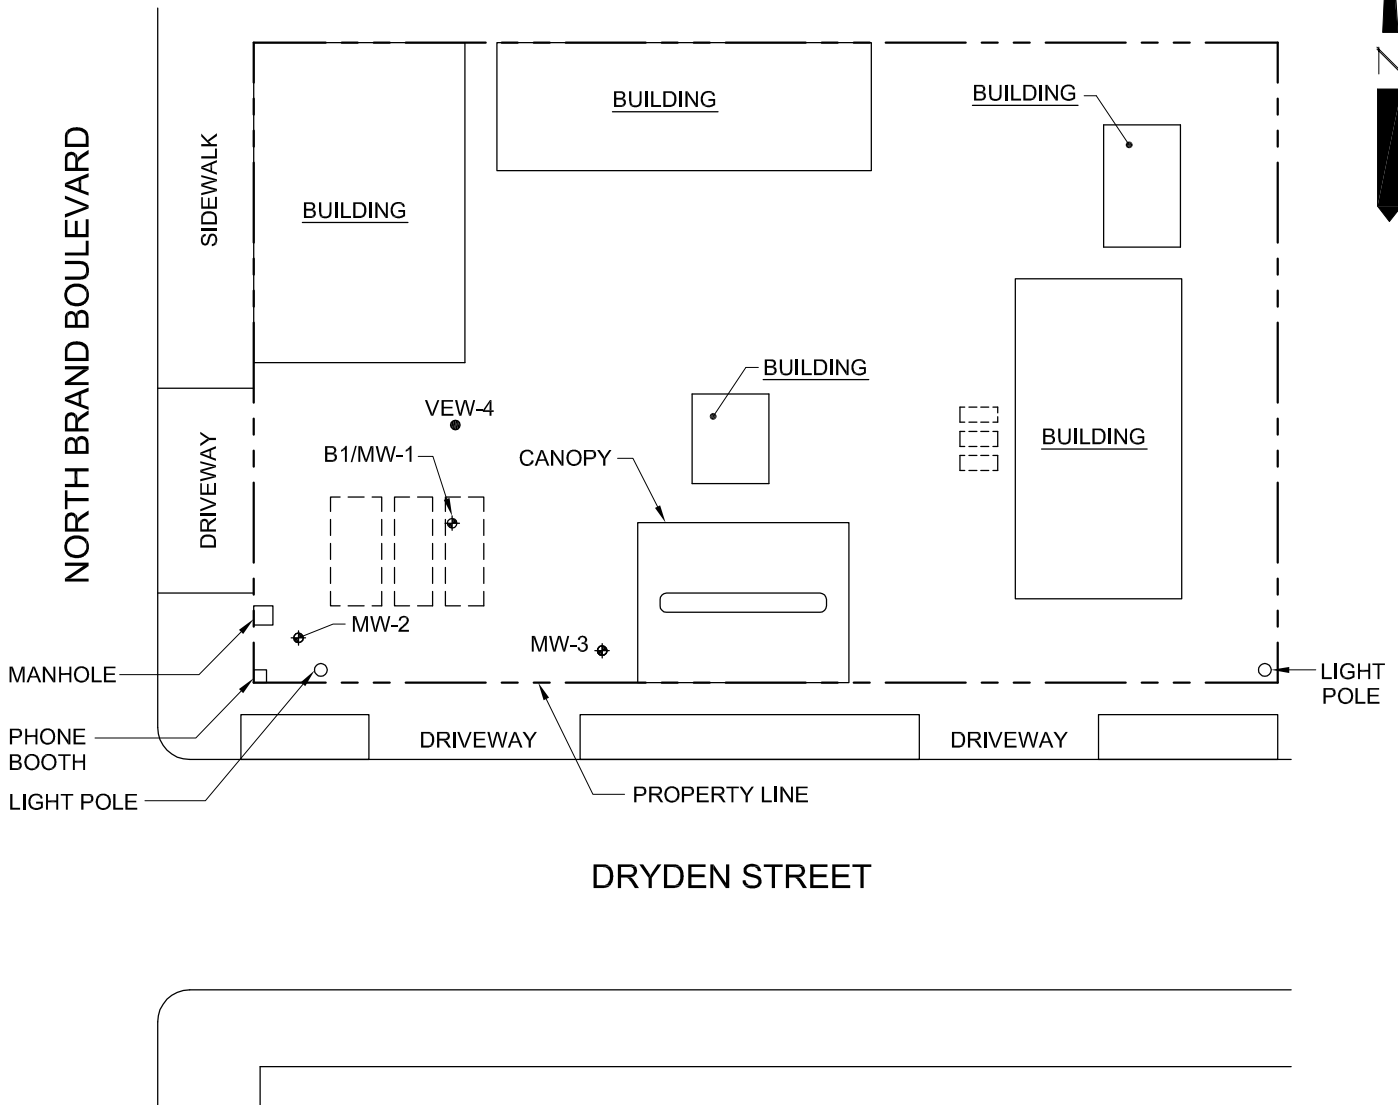 BUILDING
BUILDING
BUILDING
SIDEWALK
NORTH BRAND BOULEVARD
N
BUILDING
VEW-4
B1/MW-1
CANOPY
BUILDING
DRIVEWAY
MW-2
MW-3
MANHOLE
LIGHT
POLE
PHONE
BOOTH
DRIVEWAY
DRIVEWAY
LIGHT POLE
PROPERTY LINE
DRYDEN STREET